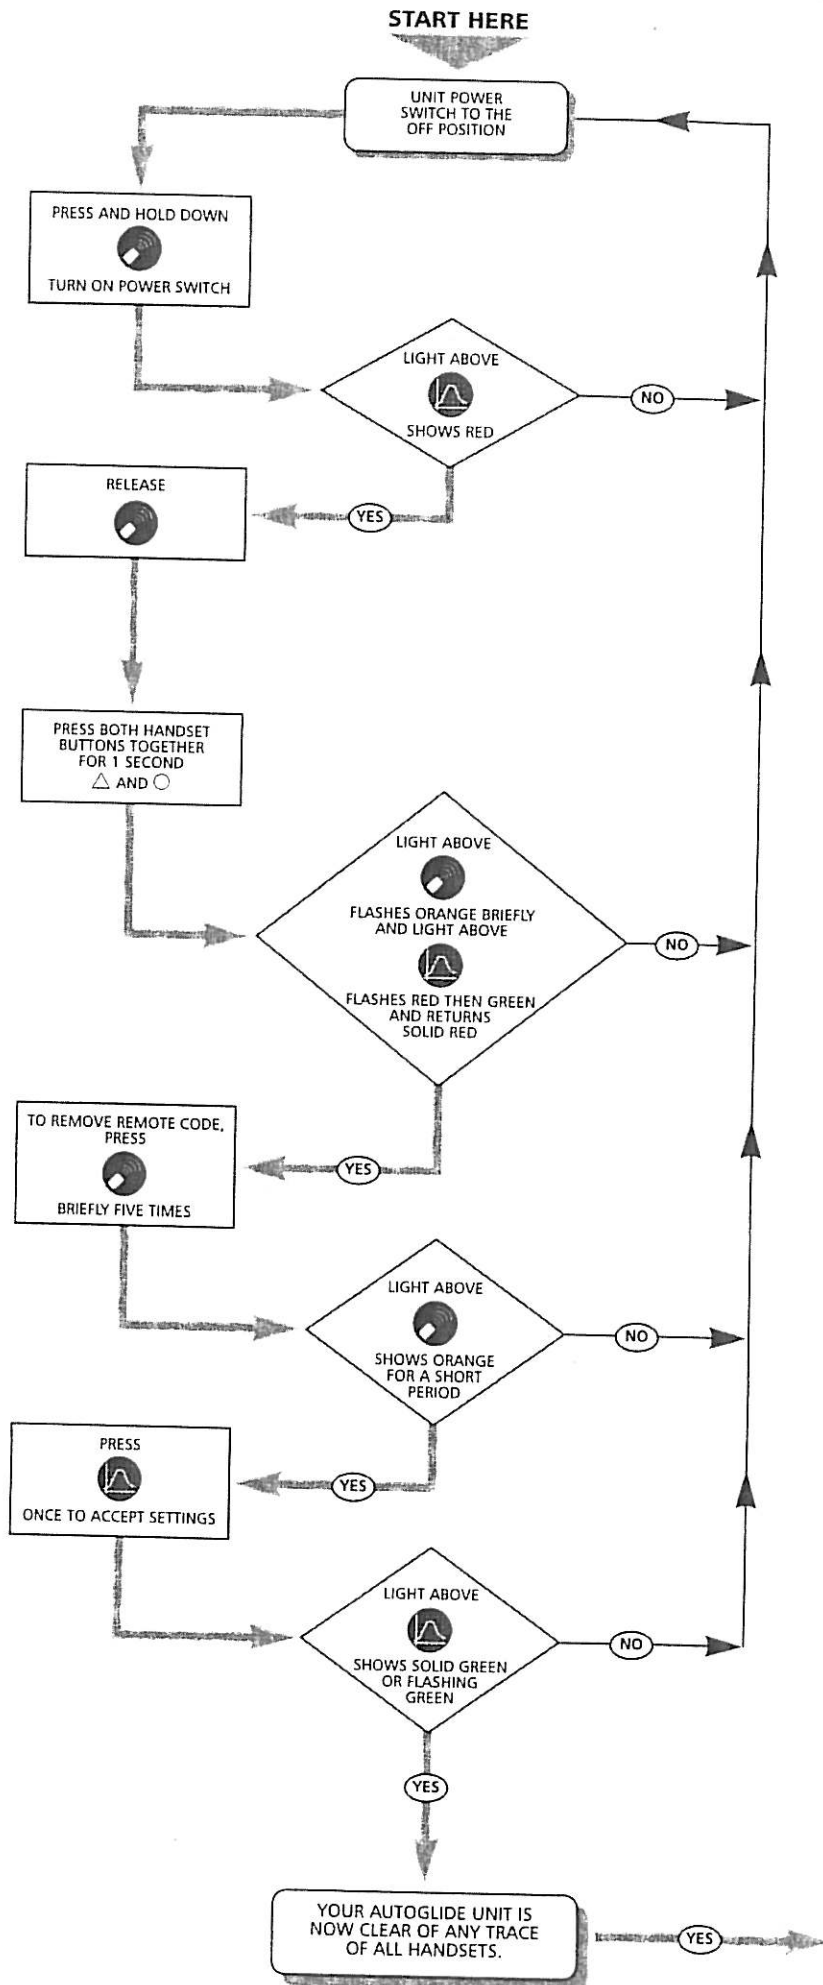 START HERE
UNIT POWER
SWITCH TO THE
OFF POSITION
PRESS AND HOLD DOWN
TURN ON POWER SWITCH
LIGHT ABOVE
SHOWS RED
NO
YES
RELEASE
PRESS BOTH HANDSET
BUTTONS TOGETHER
FOR 1 SECOND
△ AND ○
LIGHT ABOVE
FLASHES ORANGE BRIEFLY
AND LIGHT ABOVE
FLASHES RED THEN GREEN
AND RETURNS
SOLID RED
NO
YES
TO REMOVE REMOTE CODE,
PRESS
BRIEFLY FIVE TIMES
LIGHT ABOVE
SHOWS ORANGE
FOR A SHORT
PERIOD
NO
YES
PRESS
ONCE TO ACCEPT SETTINGS
LIGHT ABOVE
SHOWS SOLID GREEN
OR FLASHING
GREEN
NO
YES
YOUR AUTOGLIDE UNIT IS
NOW CLEAR OF ANY TRACE
OF ALL HANDSETS.
YES